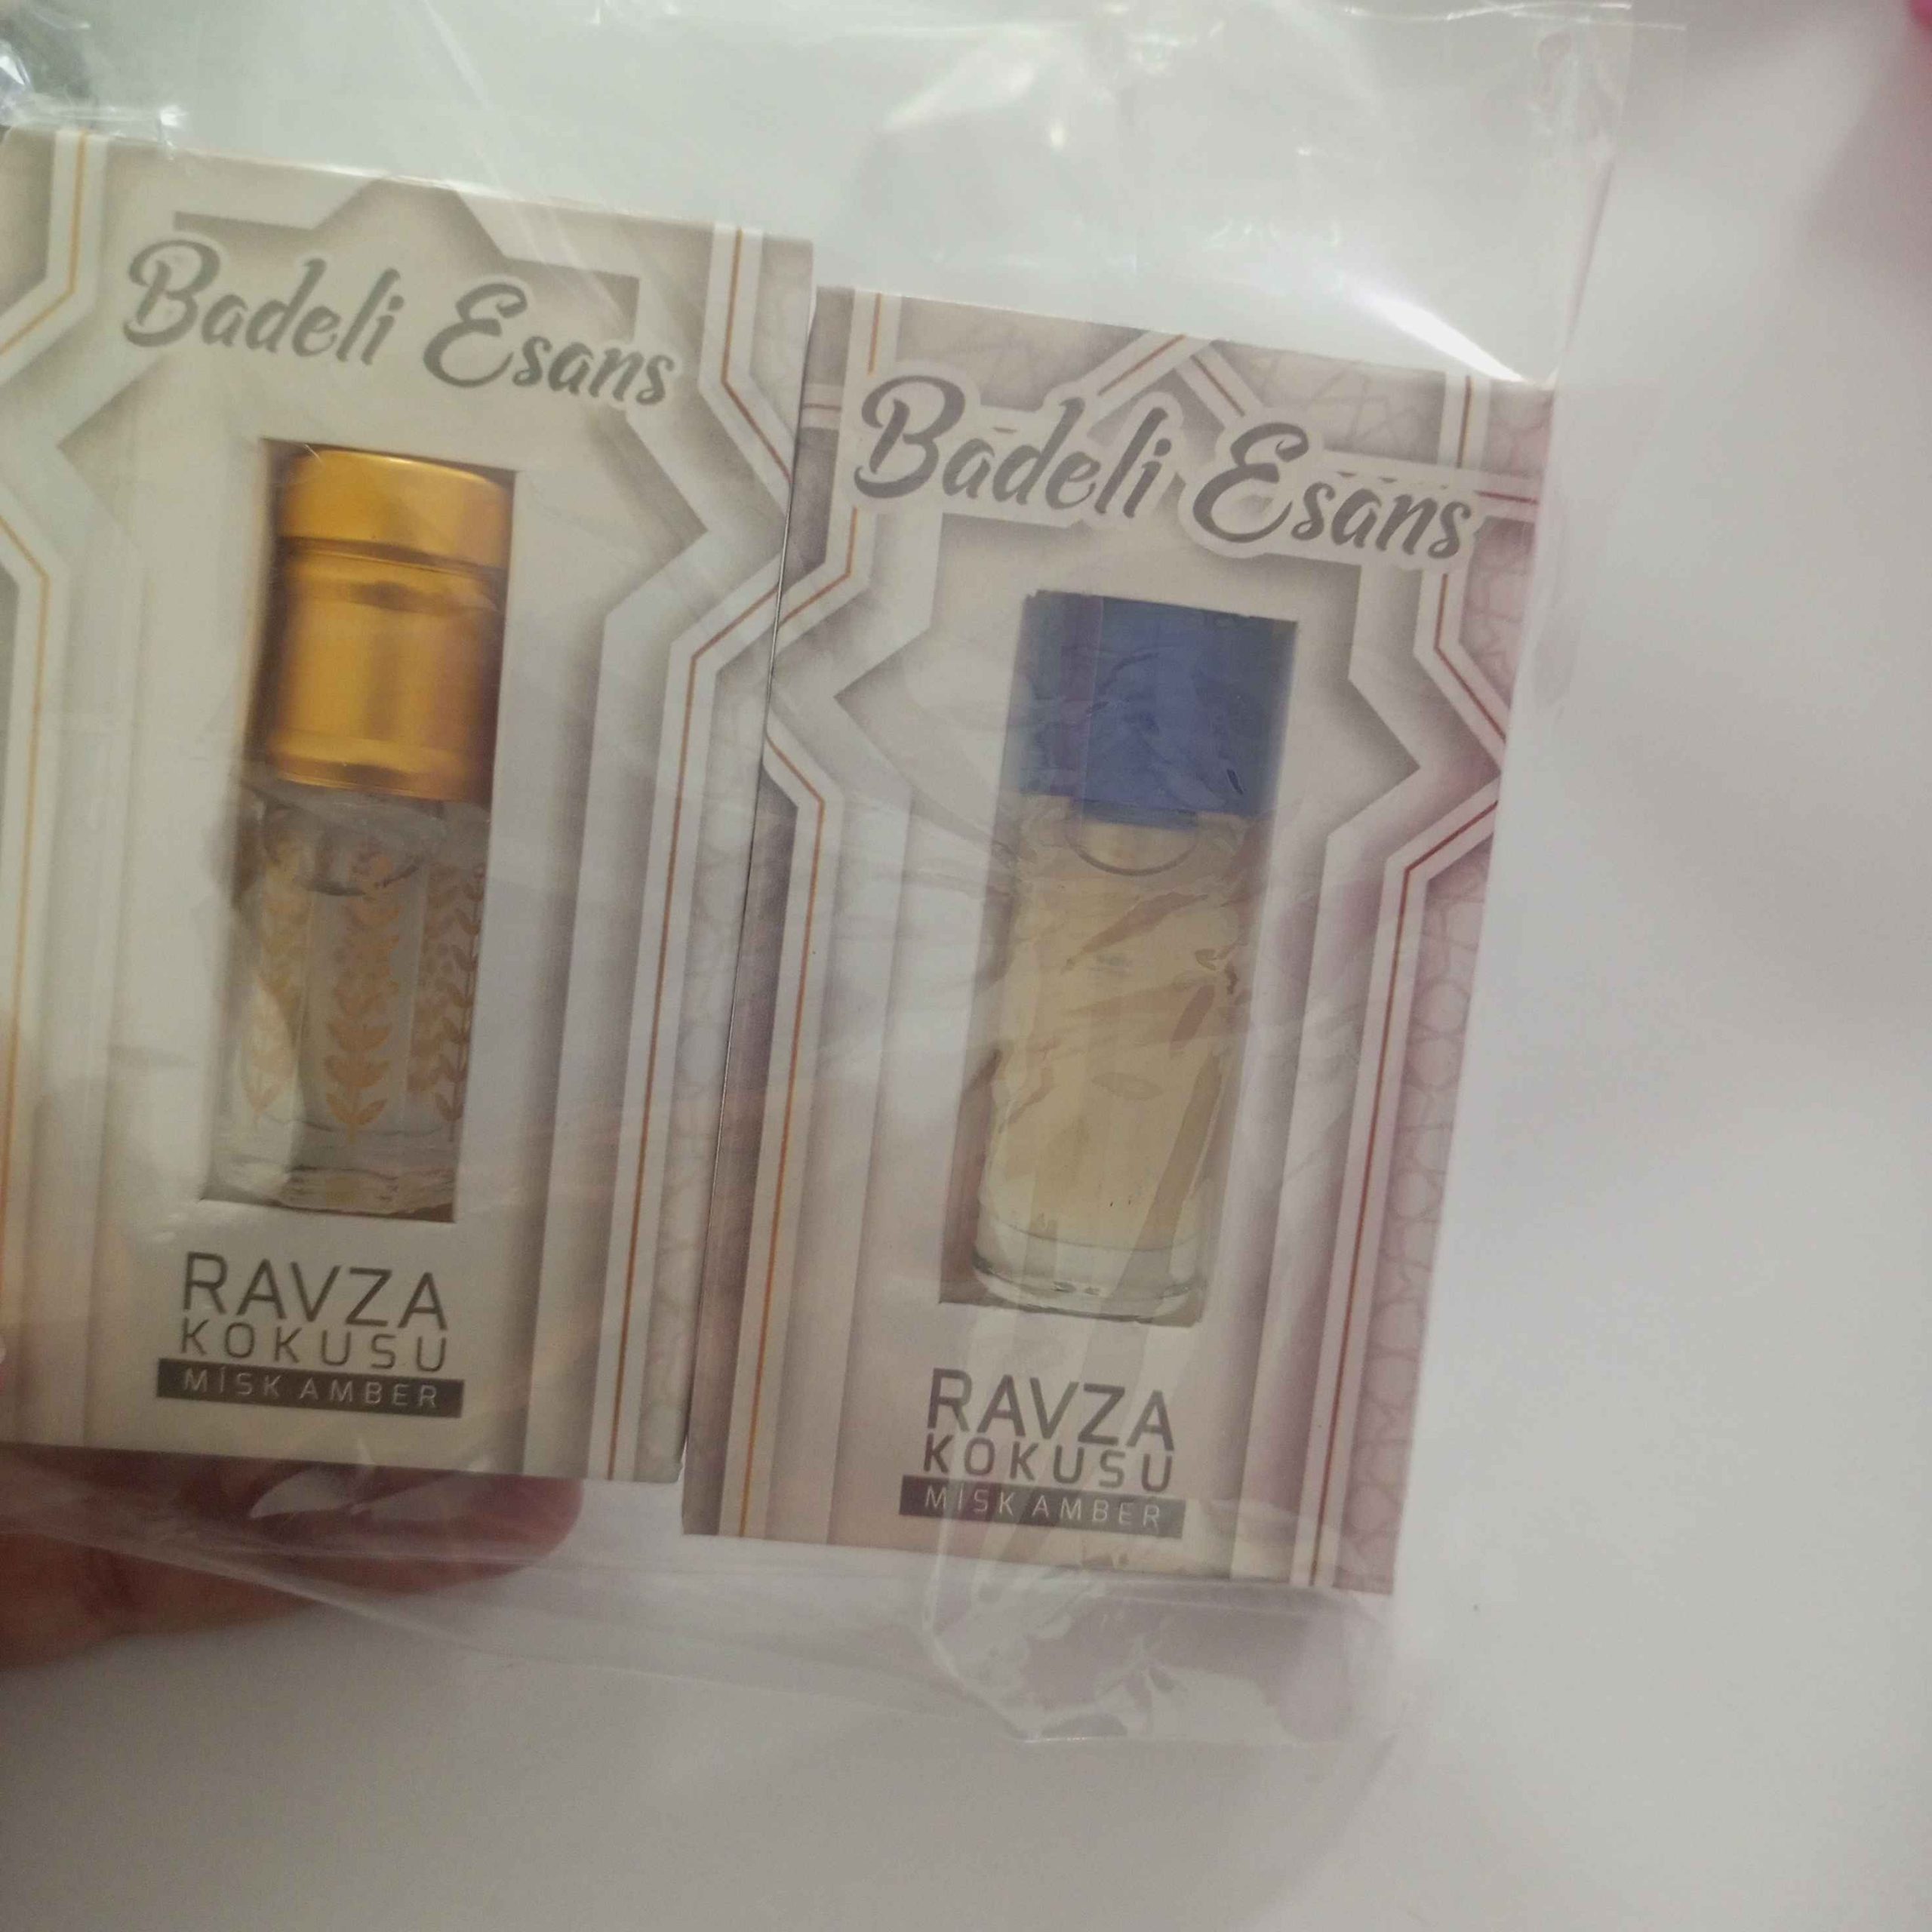 Badeli Esans
RAVZA
KOKUSU
MİSK AMBER
Badeli Esans
RAVZA
KOKUSU
MİSK AMBER